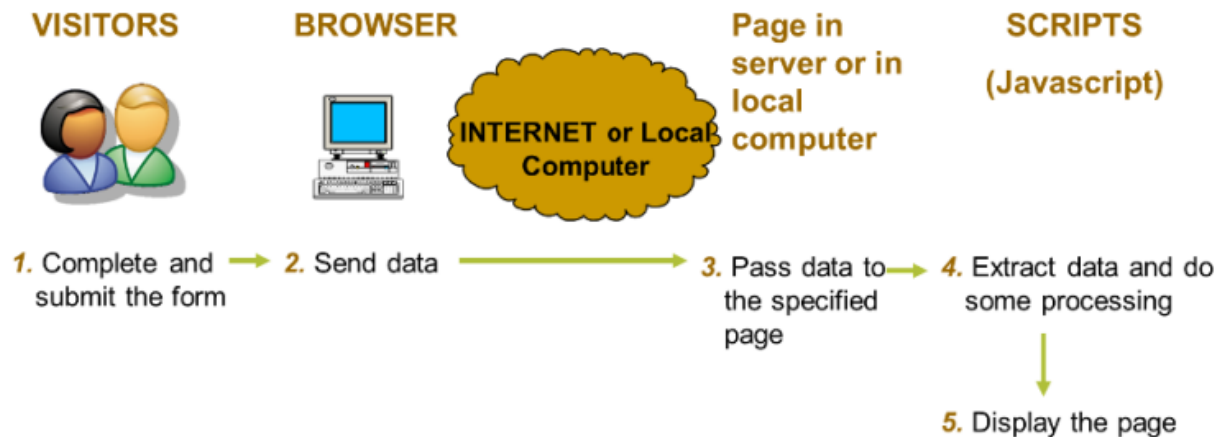 VISITORS
BROWSER
Page in
server or in
local
computer
SCRIPTS
(Javascript)
INTERNET or Local
Computer
1. Complete and
submit the form
2. Send data
3. Pass data to
the specified
page
4. Extract data and do
some processing
5. Display the page